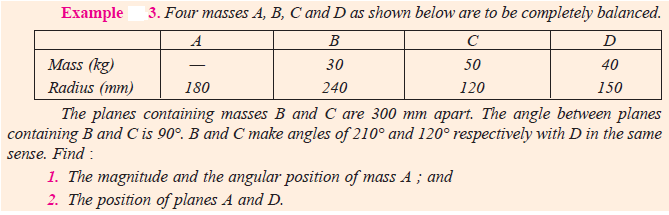 Example 3. Four masses A, B, C and D as shown below are to be completely balanced.
A B C D
Mass (kg) — 30 50 40
Radius (mm) 180 240 120 150
The planes containing masses B and C are 300 mm apart. The angle between planes
containing B and C is 90°. B and C make angles of 210° and 120° respectively with D in the same
sense. Find :
1. The magnitude and the angular position of mass A ; and
2. The position of planes A and D.